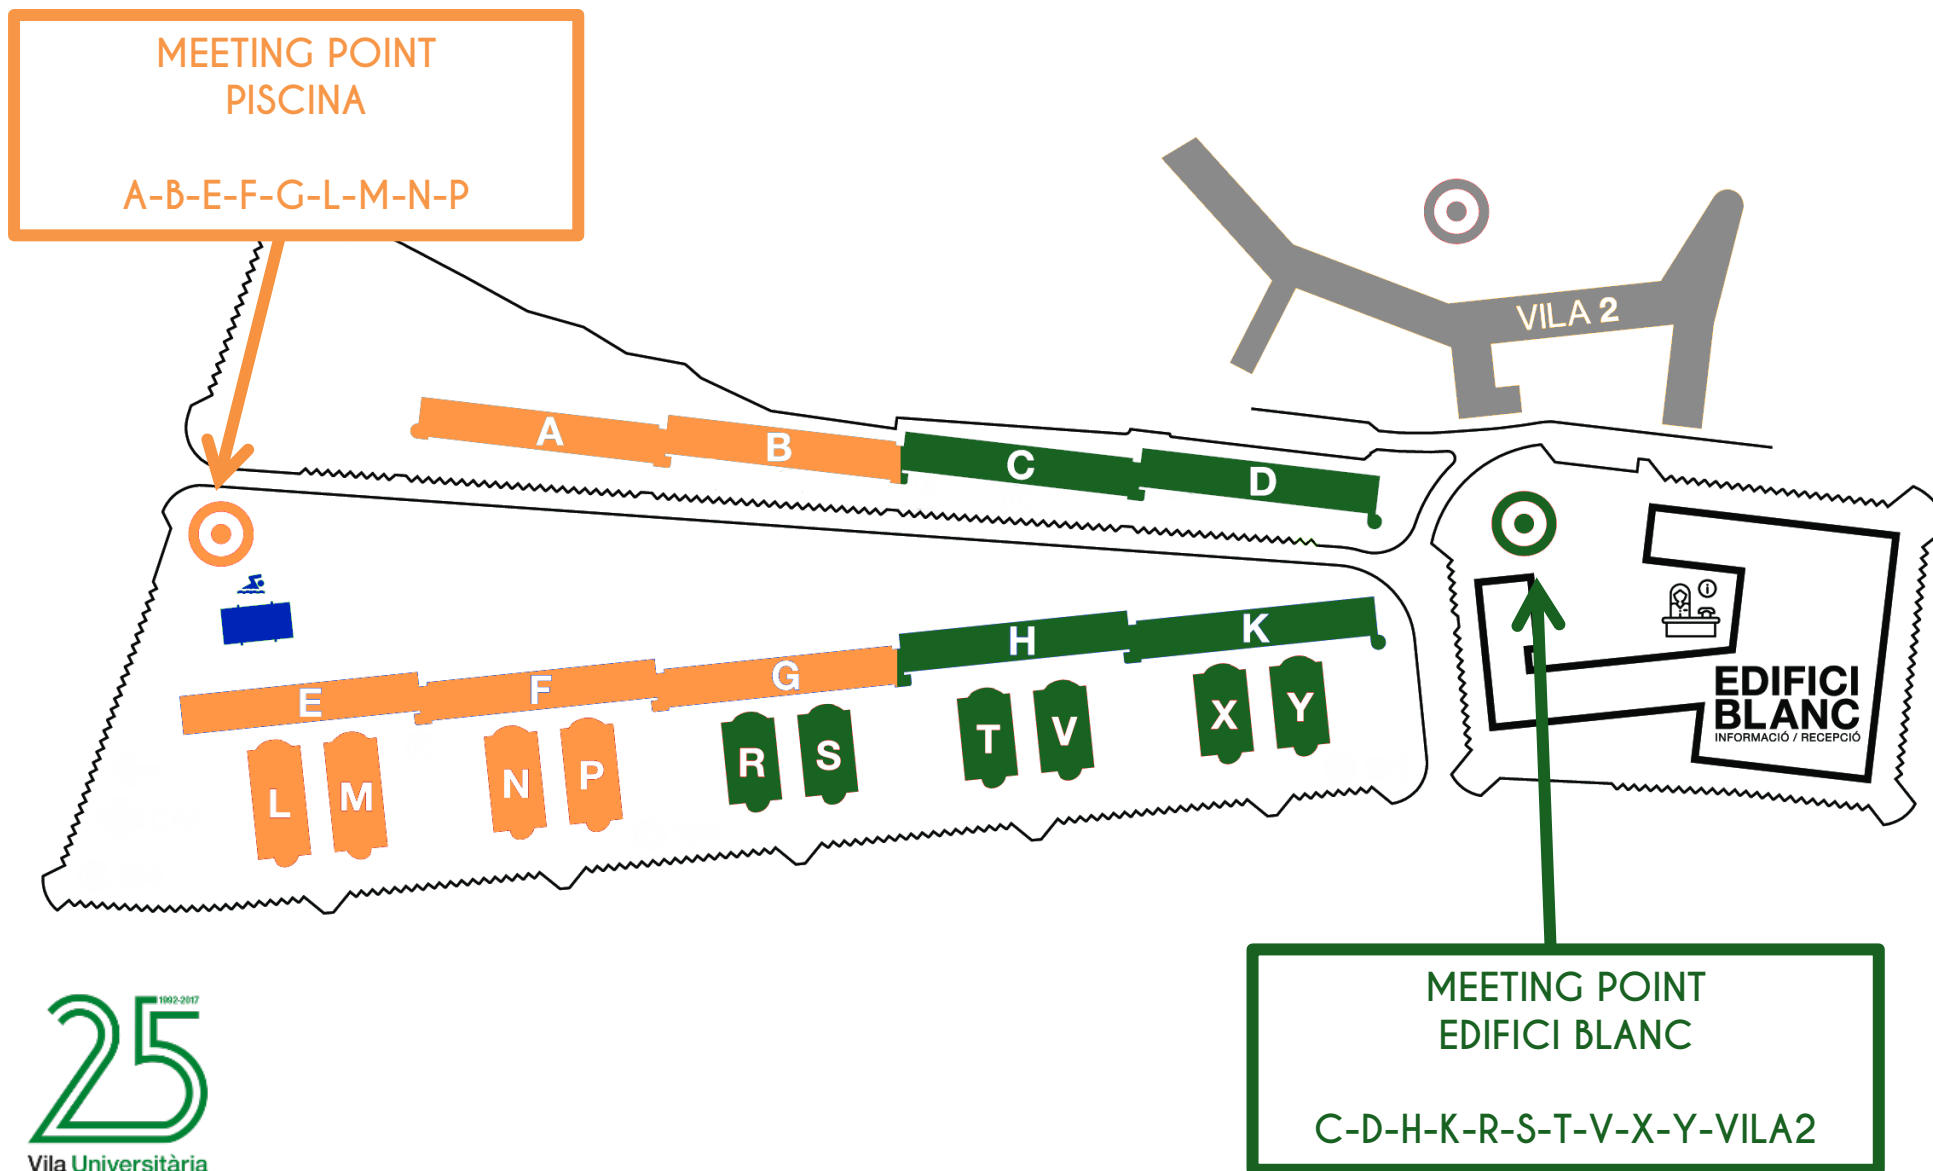 MEETING POINT
PISCINA
A-B-E-F-G-L-M-N-P
VILA 2
A
B
C
D
E
F
G
H
K
L
M
N
P
R
S
T
V
X
Y
i
EDIFICI
BLANC
INFORMACIÓ / RECEPCIÓ
MEETING POINT
EDIFICI BLANC
C-D-H-K-R-S-T-V-X-Y-VILA2
1992-2017
25
Vila Universitària